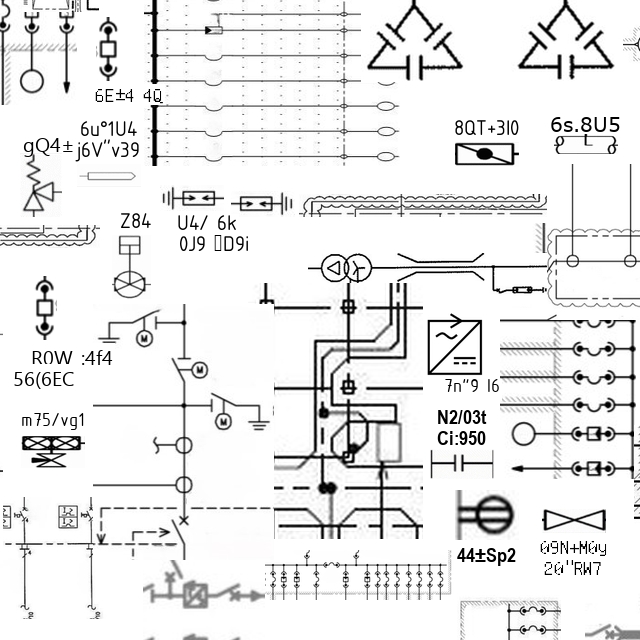 6E±4 4Q
6u°1U4
j6V"v39
gQ4±
8QT+3I0
6s.8U5
Z84
U4/ 6k
0J9 □D9i
R0W :4f4
56(6EC
7n"9 I6
m75/vg1
N2/03t
Ci:950
44±Sp2
09N+M0y
20"RW7
M
M
M